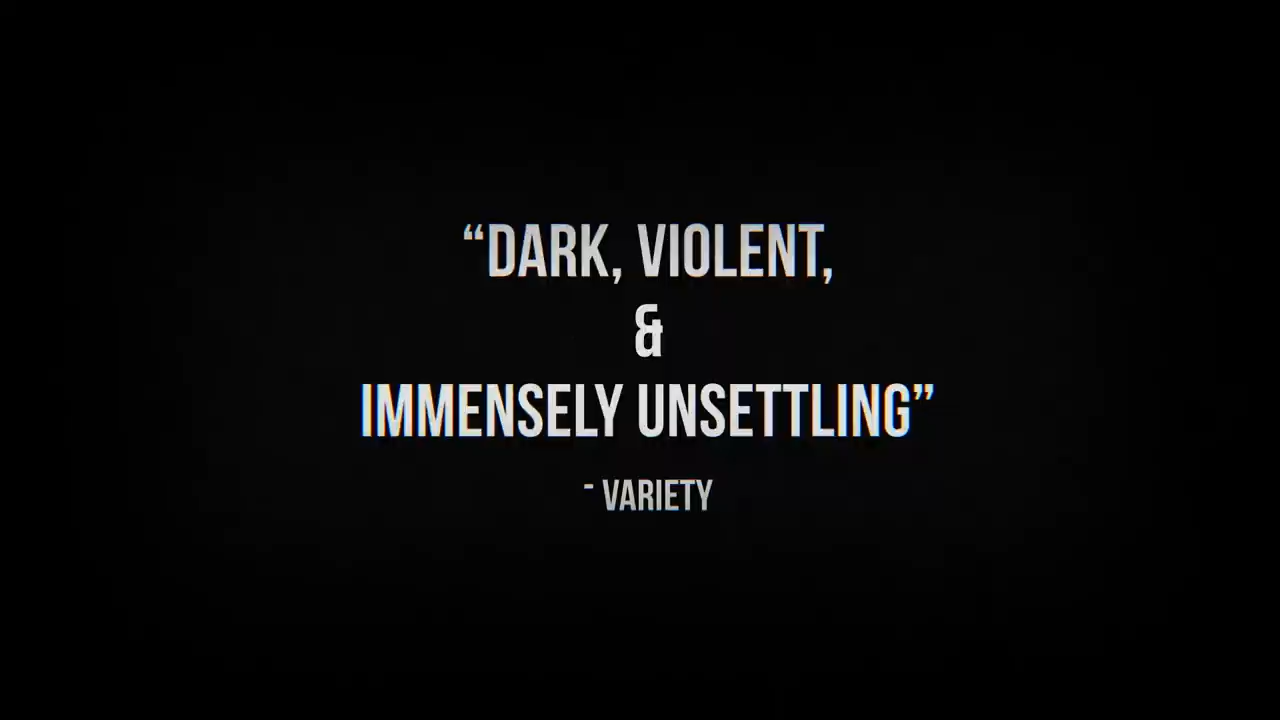 “DARK, VIOLENT,
&
IMMENSELY UNSETTLING”
- VARIETY